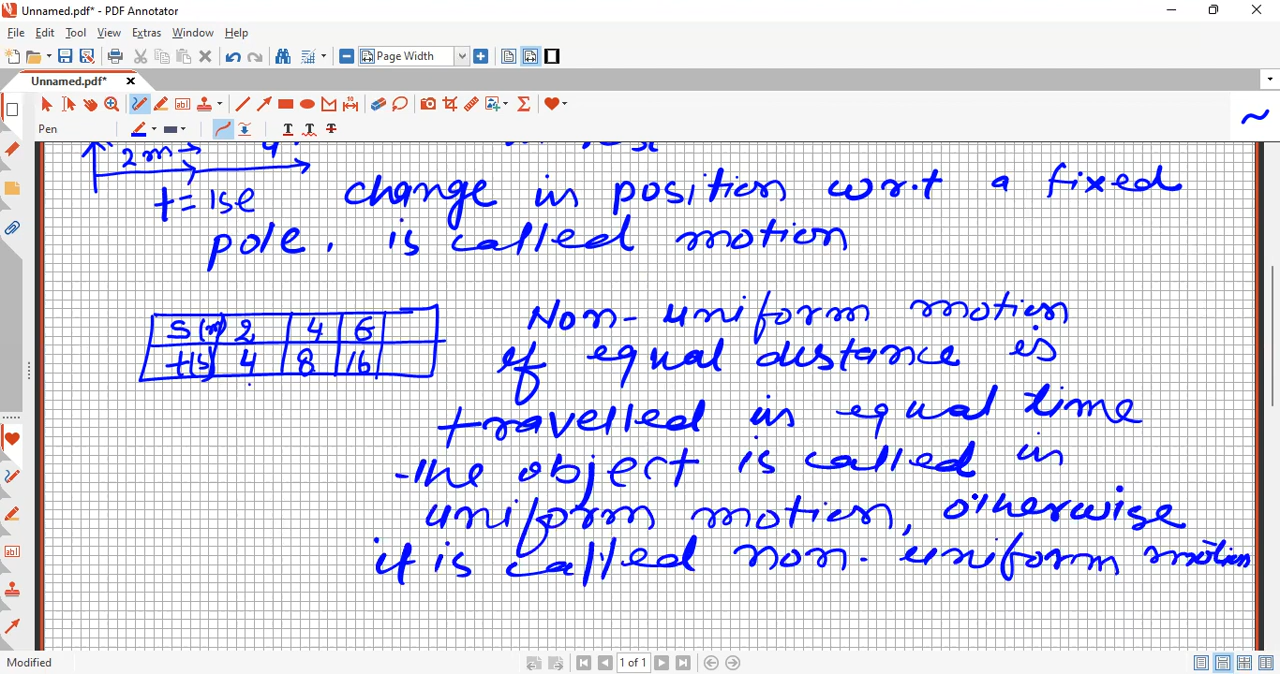 Unnamed.pdf* - PDF Annotator
File Edit Tool View Extras Window Help
Page Width
Unnamed.pdf*
Pen
2 m
t = 1se
change in position w.r.t a fixed
pole. is called motion
S(m) 2 4 6
t(s) 4 8 16
Non-uniform motion
if equal distance is
travelled in equal time
the object is called in
uniform motion, otherwise
it is called non-uniform motion
Modified
1 of 1